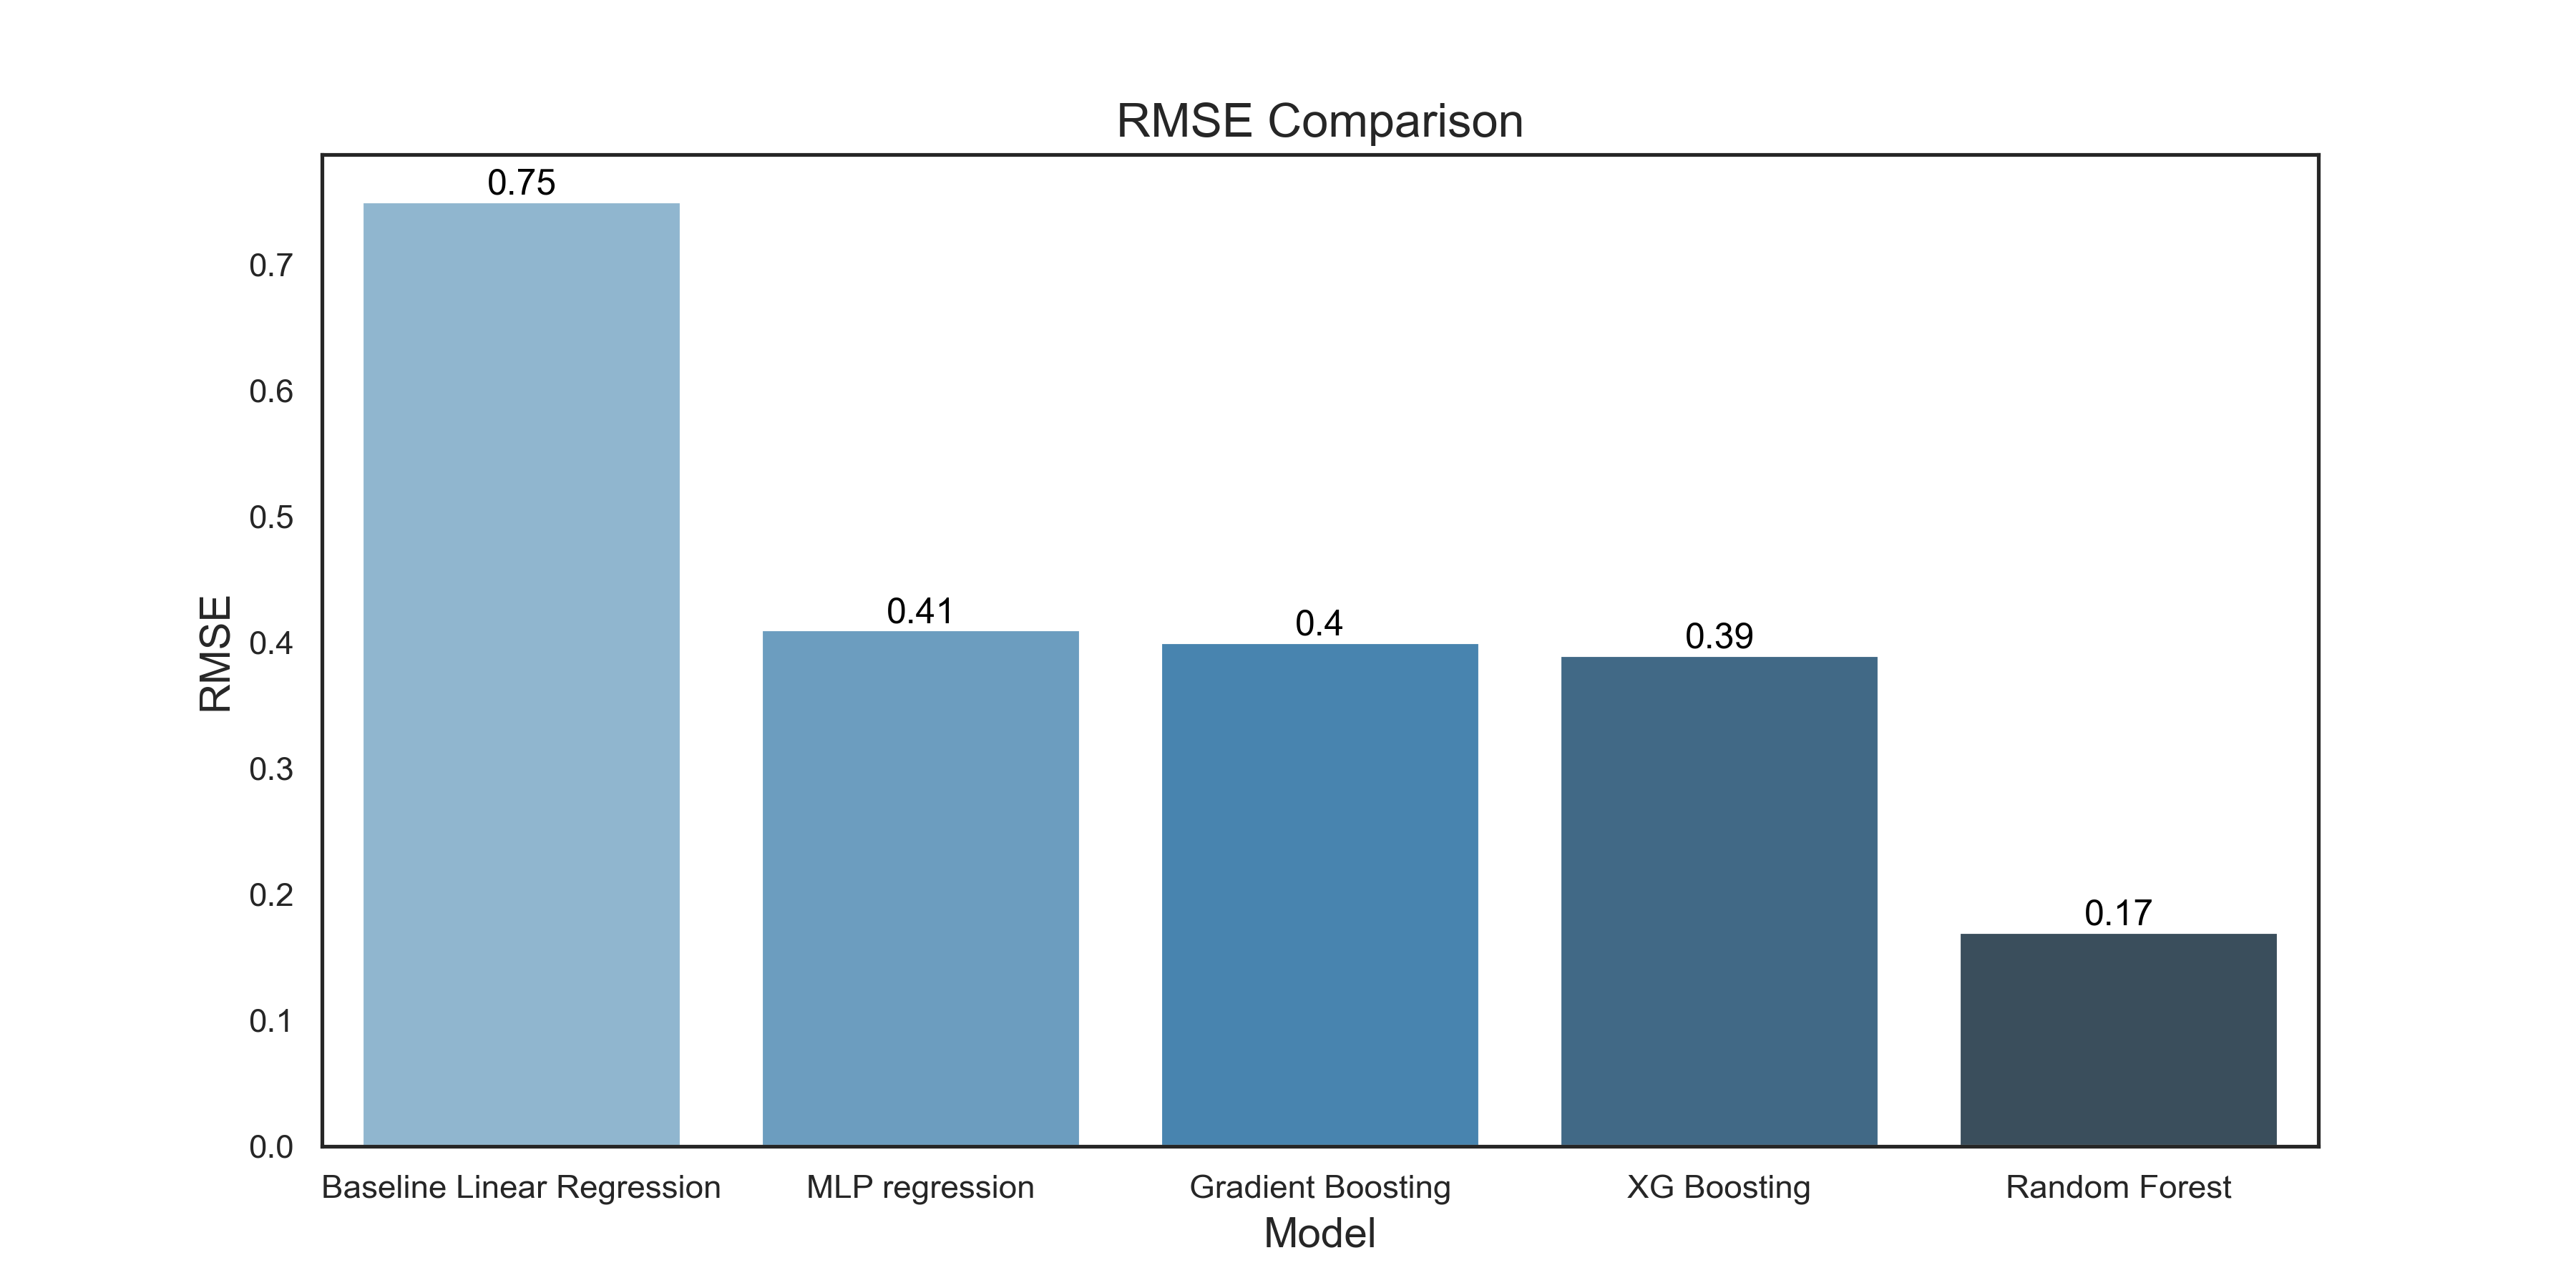 RMSE Comparison
0.75
0.7
0.6
0.5
0.41
0.4
0.39
0.4
0.3
0.2
0.17
0.1
0.0
RMSE
Baseline Linear Regression
MLP regression
Gradient Boosting
XG Boosting
Random Forest
Model